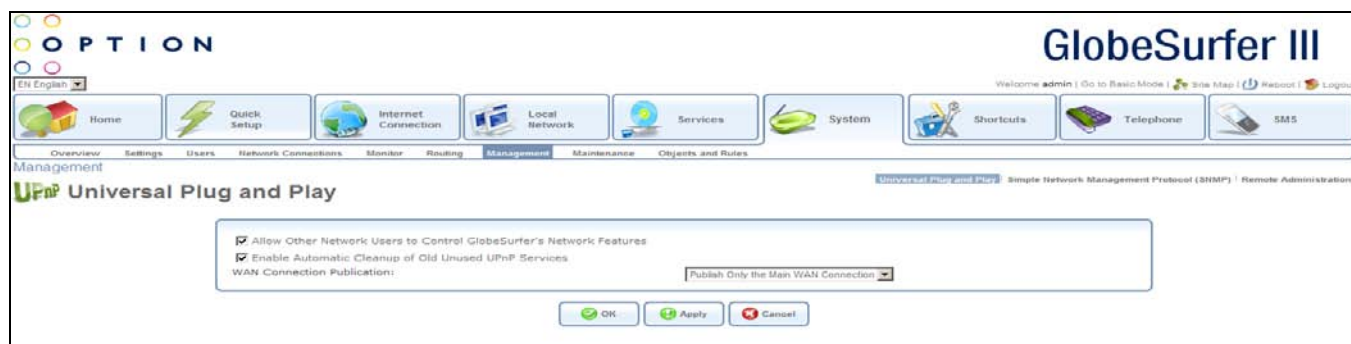 OPTION
GlobeSurfer III
EN English
Welcome admin | Go to Basic Mode | Site Map | Reboot | Logout
Home
Quick Setup
Internet Connection
Local Network
Services
System
Shortcuts
Telephone
SMS
Overview Settings Users Network Connections Monitor Routing Management Maintenance Objects and Rules
Management
Universal Plug and Play Simple Network Management Protocol (SNMP) Remote Administration
UPnP Universal Plug and Play
Allow Other Network Users to Control GlobeSurfer's Network Features
Enable Automatic Cleanup of Old Unused UPnP Services
WAN Connection Publication: Publish Only the Main WAN Connection
OK Apply Cancel